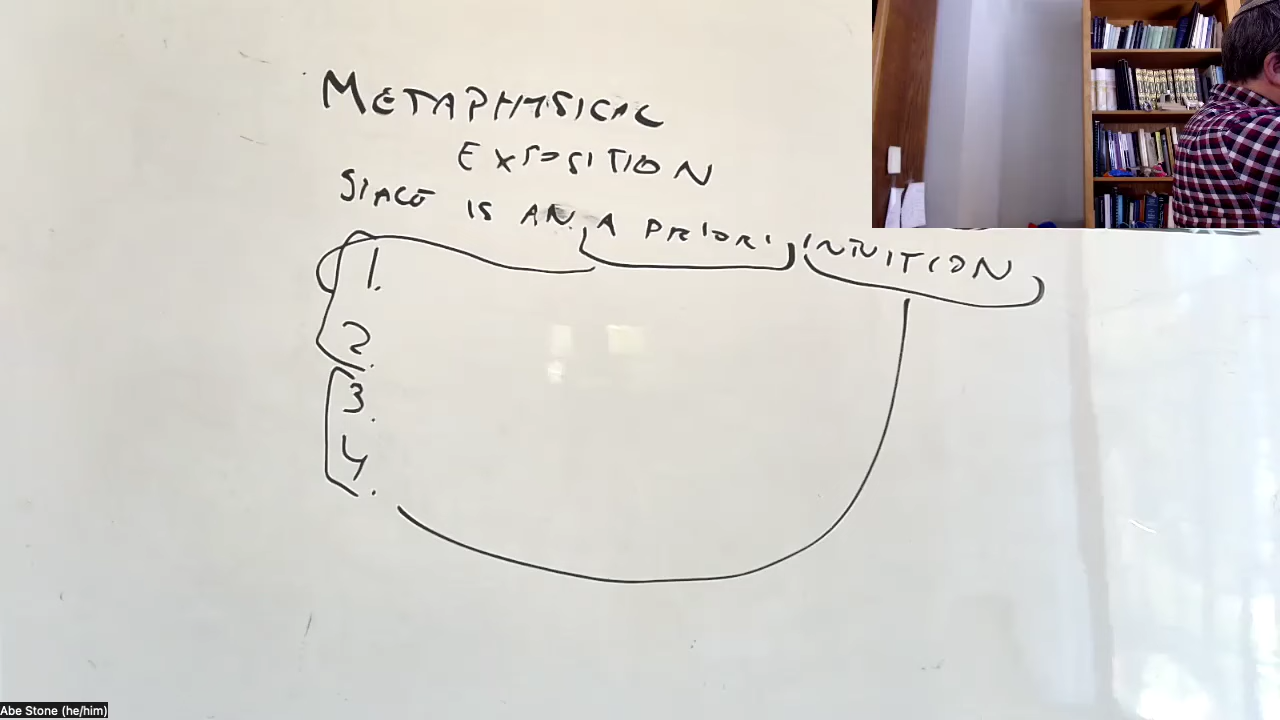 METAPHYSICAL
EXPOSITION
SPACE IS AN A PRIORI INTUITION
1.
2.
3.
4.
Abe Stone (he/him)